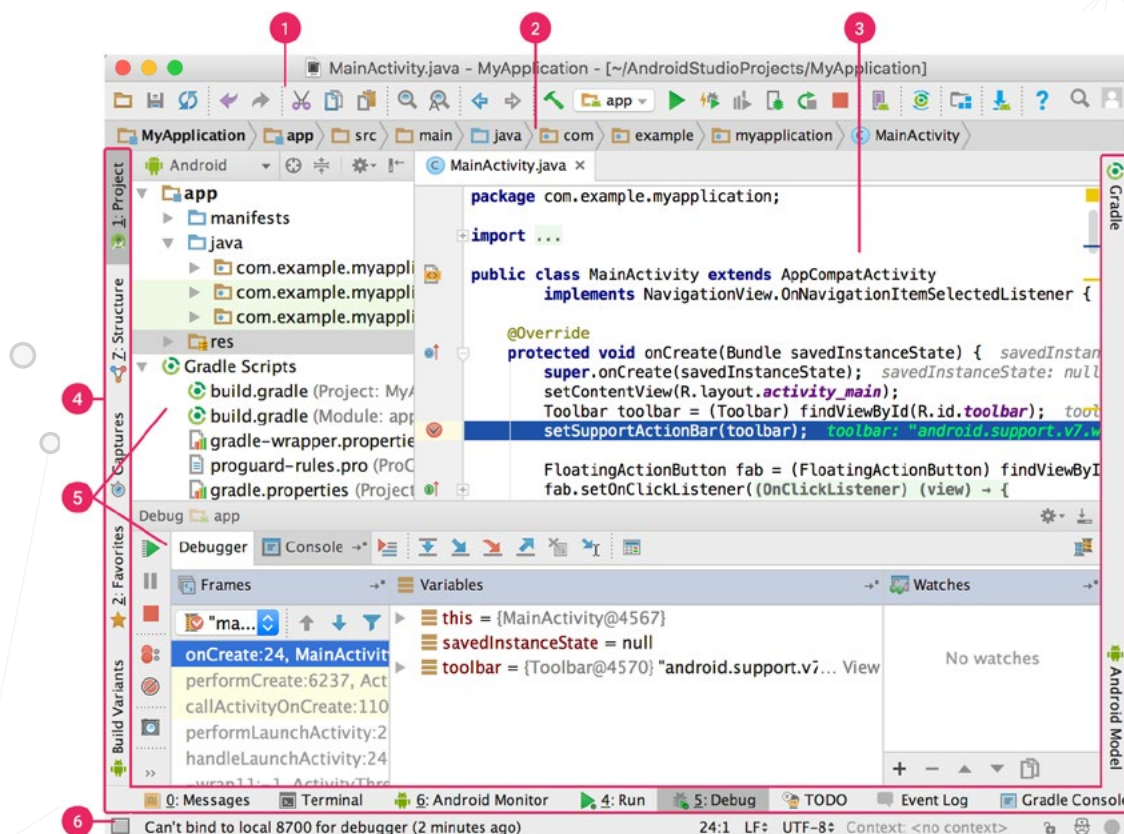 1
2
3
MainActivity.java - MyApplication - [~/AndroidStudioProjects/MyApplication]
app
?
MyApplication
app
src
main
java
com
example
myapplication
MainActivity
1: Project
Z: Structure
Captures
2: Favorites
Build Variants
4
5
6
Android
app
manifests
java
com.example.myappli
com.example.myappli
com.example.myappli
res
Gradle Scripts
build.gradle (Project: MyA
build.gradle (Module: app
gradle-wrapper.propertie
proguard-rules.pro (ProC
gradle.properties (Project
MainActivity.java
package com.example.myapplication;
import ...
public class MainActivity extends AppCompatActivity
implements NavigationView.OnNavigationItemSelectedListener {
@Override
protected void onCreate(Bundle savedInstanceState) { savedInstan
super.onCreate(savedInstanceState); savedInstanceState: null
setContentView(R.layout.activity_main);
Toolbar toolbar = (Toolbar) findViewById(R.id.toolbar); tool
setSupportActionBar(toolbar); toolbar: "android.support.v7.w
FloatingActionButton fab = (FloatingActionButton) findViewByI
fab.setOnClickListener((OnClickListener) (view) → {
Gradle
Android Model
Debug app
Debugger
Console
Frames
Variables
Watches
"ma...
onCreate:24, MainActivit
performCreate:6237, Act
callActivityOnCreate:110
performLaunchActivity:2
handleLaunchActivity:24
-wrap11:-1, ActivityThre
this = {MainActivity@4567}
savedInstanceState = null
toolbar = {Toolbar@4570} "android.support.v7... View
No watches
0: Messages
Terminal
6: Android Monitor
4: Run
5: Debug
TODO
Event Log
Gradle Console
Can't bind to local 8700 for debugger (2 minutes ago)
24:1 LF UTF-8 Context: <no context>